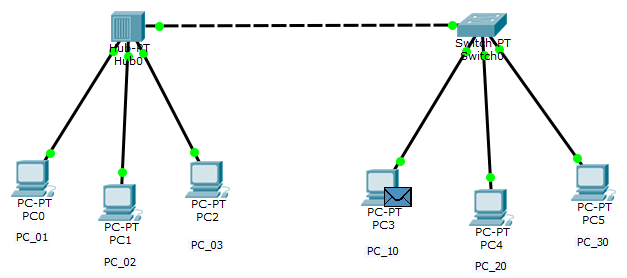 Hub-PT
Hub0
Switch-PT
Switch0
PC-PT
PC0
PC_01
PC-PT
PC1
PC_02
PC-PT
PC2
PC_03
PC-PT
PC3
PC_10
PC-PT
PC4
PC_20
PC-PT
PC5
PC_30